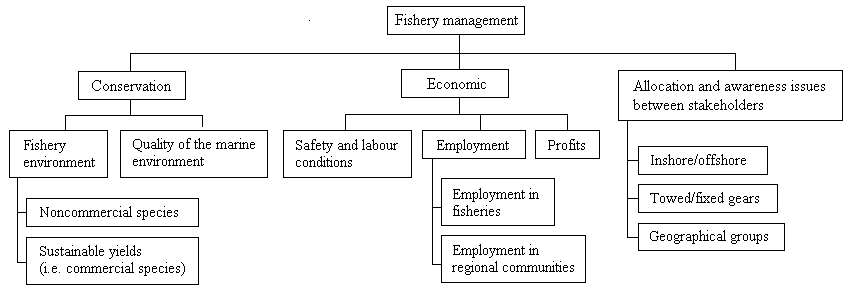 Fishery management
Conservation
Economic
Allocation and awareness issues
between stakeholders
Fishery
environment
Quality of the marine
environment
Safety and labour
conditions
Employment
Profits
Inshore/offshore
Noncommercial species
Employment in
fisheries
Towed/fixed gears
Sustainable yields
(i.e. commercial species)
Employment in
regional communities
Geographical groups